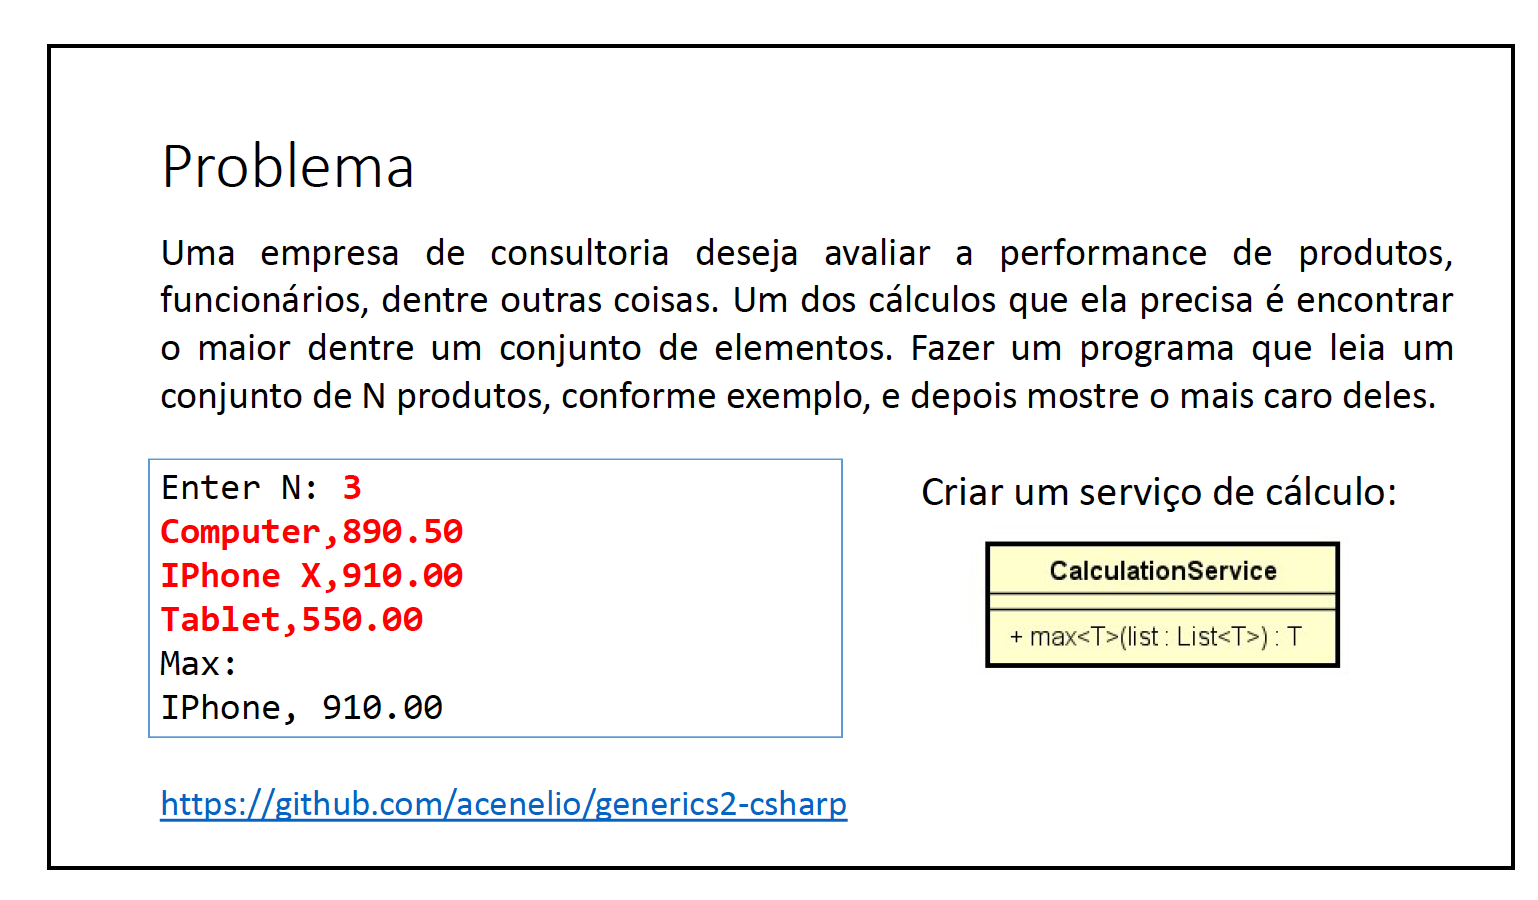 Problema
Uma empresa de consultoria deseja avaliar a performance de produtos,
funcionários, dentre outras coisas. Um dos cálculos que ela precisa é encontrar
o maior dentre um conjunto de elementos. Fazer um programa que leia um
conjunto de N produtos, conforme exemplo, e depois mostre o mais caro deles.
Enter N: 3
Computer,890.50
IPhone X,910.00
Tablet,550.00
Max:
IPhone, 910.00
Criar um serviço de cálculo:
CalculationService
+ max<T>(list : List<T>) : T
https://github.com/acenelio/generics2-csharp